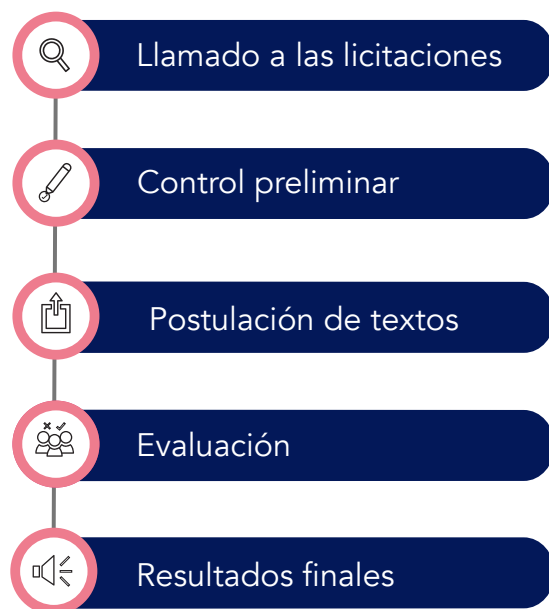 Llamado a las licitaciones
Control preliminar
Postulación de textos
Evaluación
Resultados finales